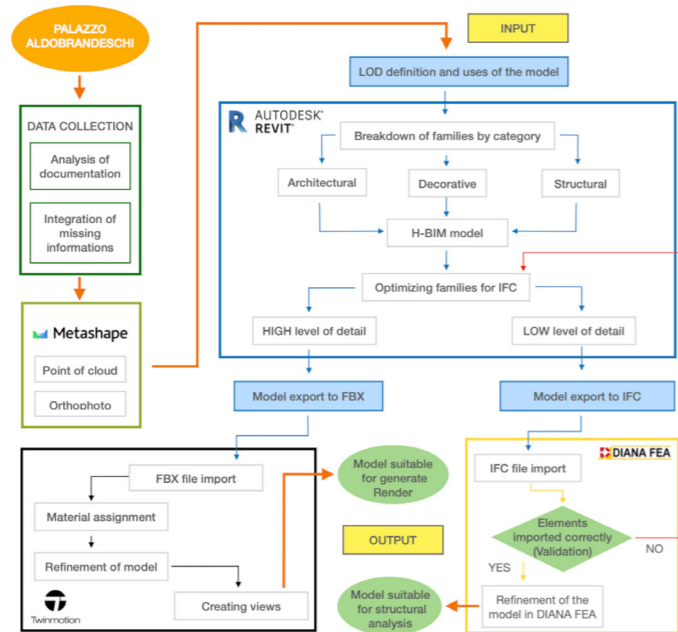 PALAZZO
ALDOBRANDESCHI
DATA COLLECTION
Analysis of
documentation
Integration of
missing
informations
Metashape
Point of cloud
Orthophoto
INPUT
LOD definition and uses of the model
AUTODESK®
REVIT®
Breakdown of families by category
Architectural
Decorative
Structural
H-BIM model
Optimizing families for IFC
HIGH level of detail
LOW level of detail
Model export to FBX
Model export to IFC
FBX file import
Material assignment
Refinement of model
Creating views
Twinmotion
Model suitable
for generate
Render
OUTPUT
Model suitable
for structural
analysis
DIANA FEA
IFC file import
Elements
imported correctly
(Validation)
NO
YES
Refinement of the
model in DIANA FEA